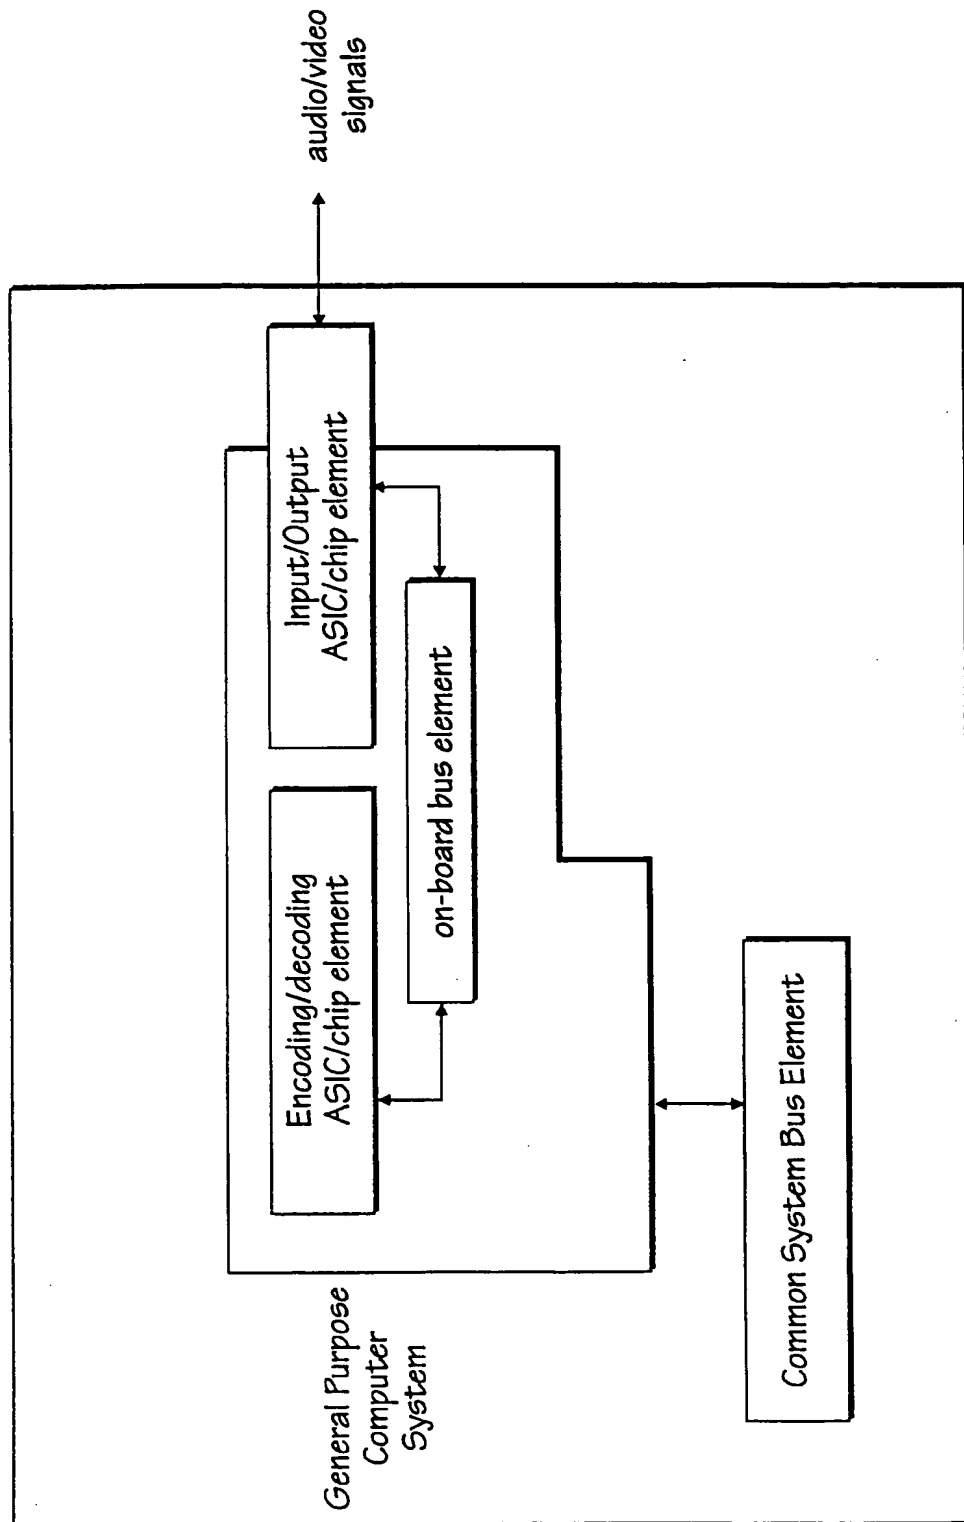 General Purpose
Computer
System
Encoding/decoding
ASIC/chip element
Input/Output
ASIC/chip element
audio/video
signals
on-board bus element
Common System Bus Element